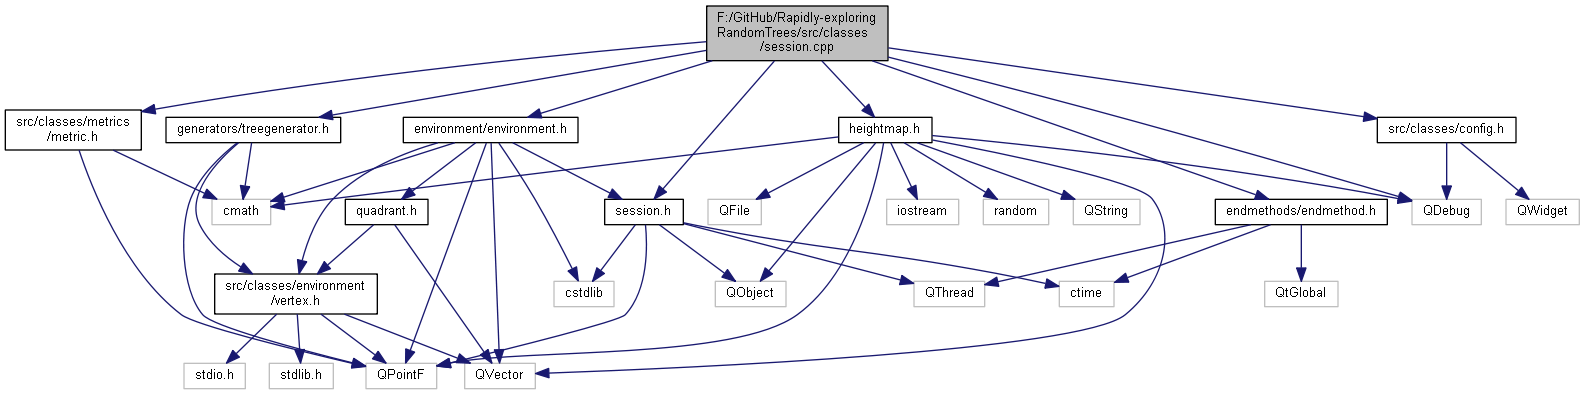 F:/GitHub/Rapidly-exploring
RandomTrees/src/classes
/session.cpp
src/classes/metrics
/metric.h
generators/treegenerator.h
environment/environment.h
heightmap.h
src/classes/config.h
cmath
quadrant.h
session.h
QFile
iostream
random
QString
endmethods/endmethod.h
QDebug
QWidget
src/classes/environment
/vertex.h
cstdlib
QObject
QThread
ctime
QtGlobal
stdio.h
stdlib.h
QPointF
QVector